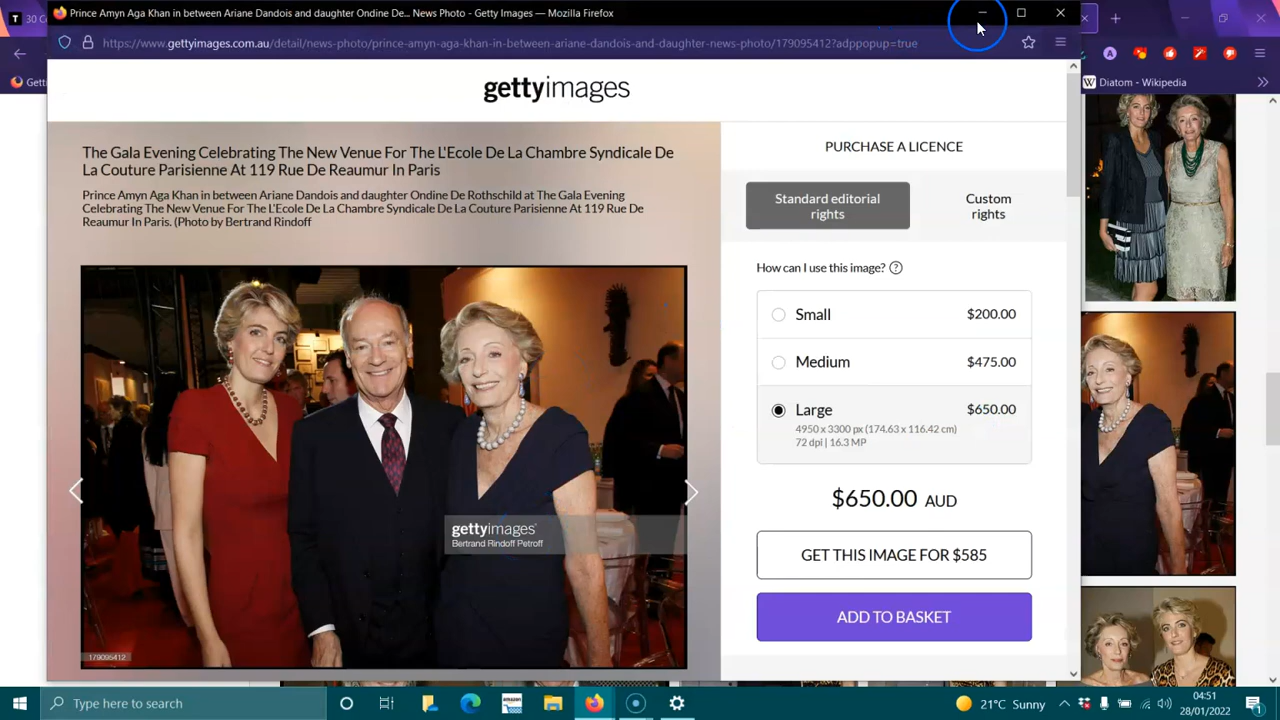 Prince Amyn Aga Khan in between Ariane Dandois and daughter Ondine De... News Photo - Getty Images — Mozilla Firefox
https://www.gettyimages.com.au/detail/news-photo/prince-amyn-aga-khan-in-between-ariane-dandois-and-daughter-news-photo/179095412?adppopup=true
Diatom - Wikipedia
gettyimages
The Gala Evening Celebrating The New Venue For The L'Ecole De La Chambre Syndicale De
La Couture Parisienne At 119 Rue De Reaumur In Paris
Prince Amyn Aga Khan in between Ariane Dandois and daughter Ondine De Rothschild at The Gala Evening
Celebrating The New Venue For The L'Ecole De La Chambre Syndicale De La Couture Parisienne At 119 Rue De
Reaumur In Paris. (Photo by Bertrand Rindoff
gettyimages
Bertrand Rindoff Petroff
179095412
PURCHASE A LICENCE
Standard editorial
rights
Custom
rights
How can I use this image? ?
Small $200.00
Medium $475.00
Large $650.00
4950 x 3300 px (174.63 x 116.42 cm)
72 dpi | 16.3 MP
$650.00 AUD
GET THIS IMAGE FOR $585
ADD TO BASKET
Type here to search
amazon
21°C Sunny
04:51
28/01/2022